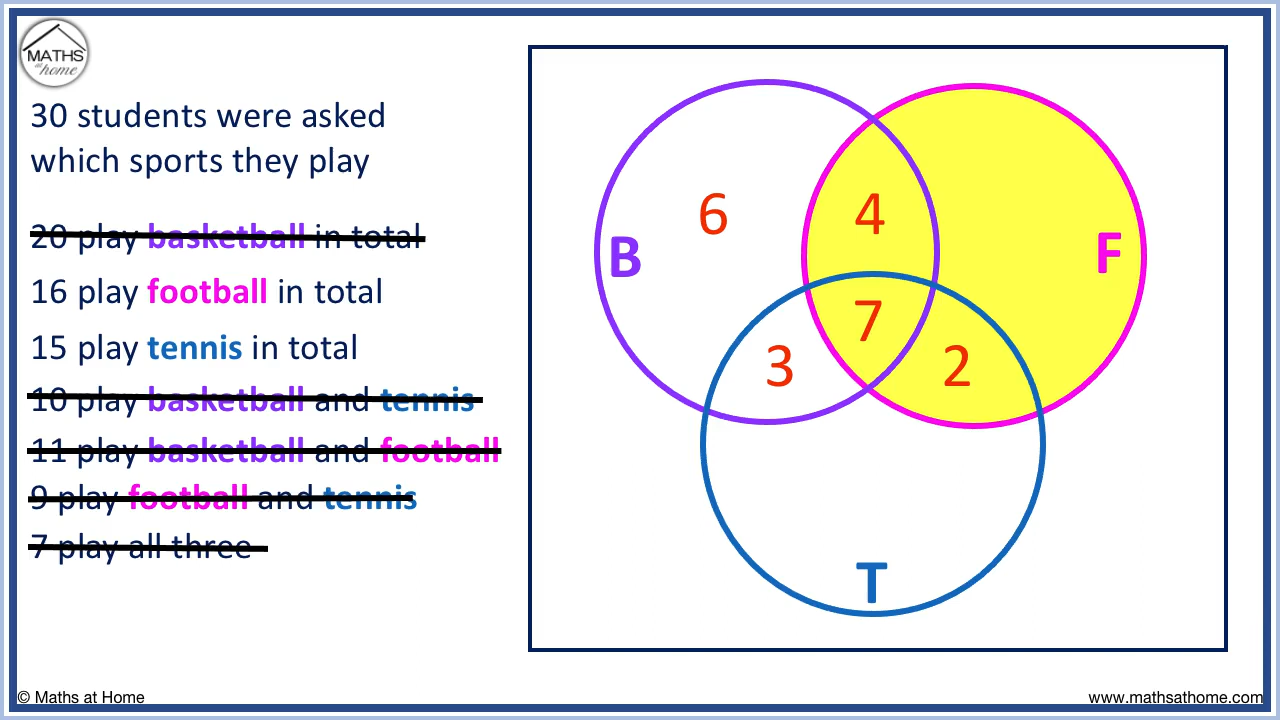 MATHS
at
home
30 students were asked
which sports they play
20 play basketball in total
16 play football in total
15 play tennis in total
10 play basketball and tennis
11 play basketball and football
9 play football and tennis
7 play all three
6
4
B
F
7
3
2
T
© Maths at Home
www.mathsathome.com